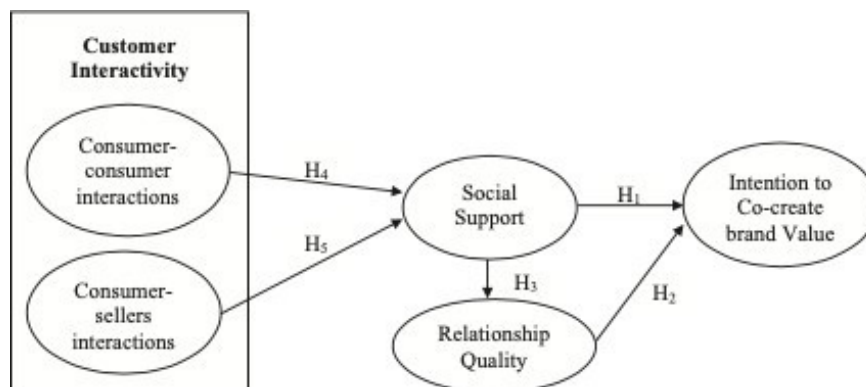 Customer
Interactivity
Consumer-
consumer
interactions
H4
H5
Consumer-
sellers
interactions
Social
Support
H1
H3
Relationship
Quality
H2
Intention to
Co-create
brand Value